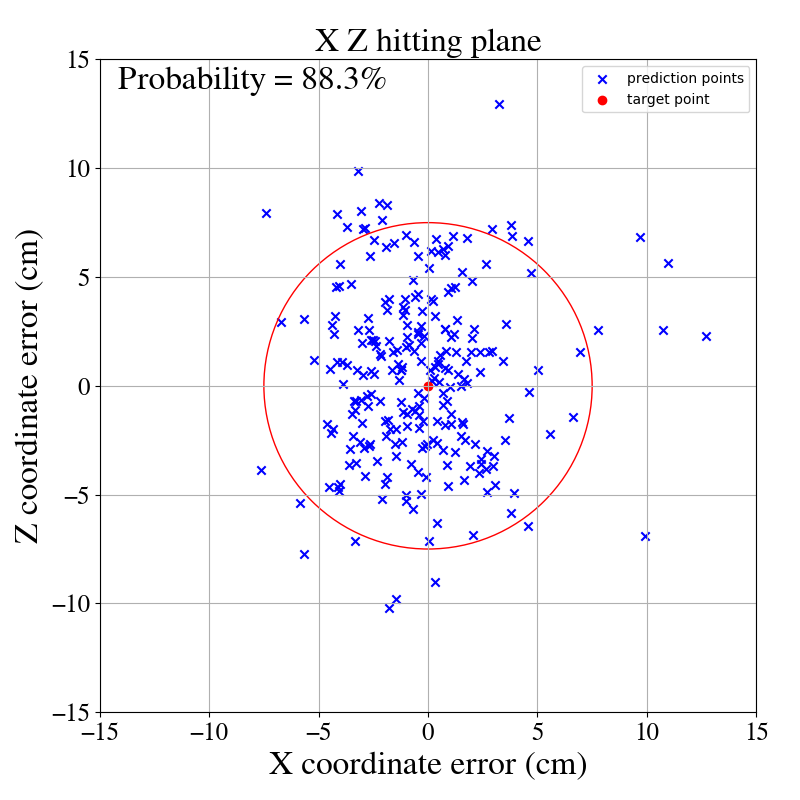 X Z hitting plane
Probability = 88.3%
prediction points
target point
Z coordinate error (cm)
15
10
5
0
−5
−10
−15
−15 −10 −5 0 5 10 15
X coordinate error (cm)